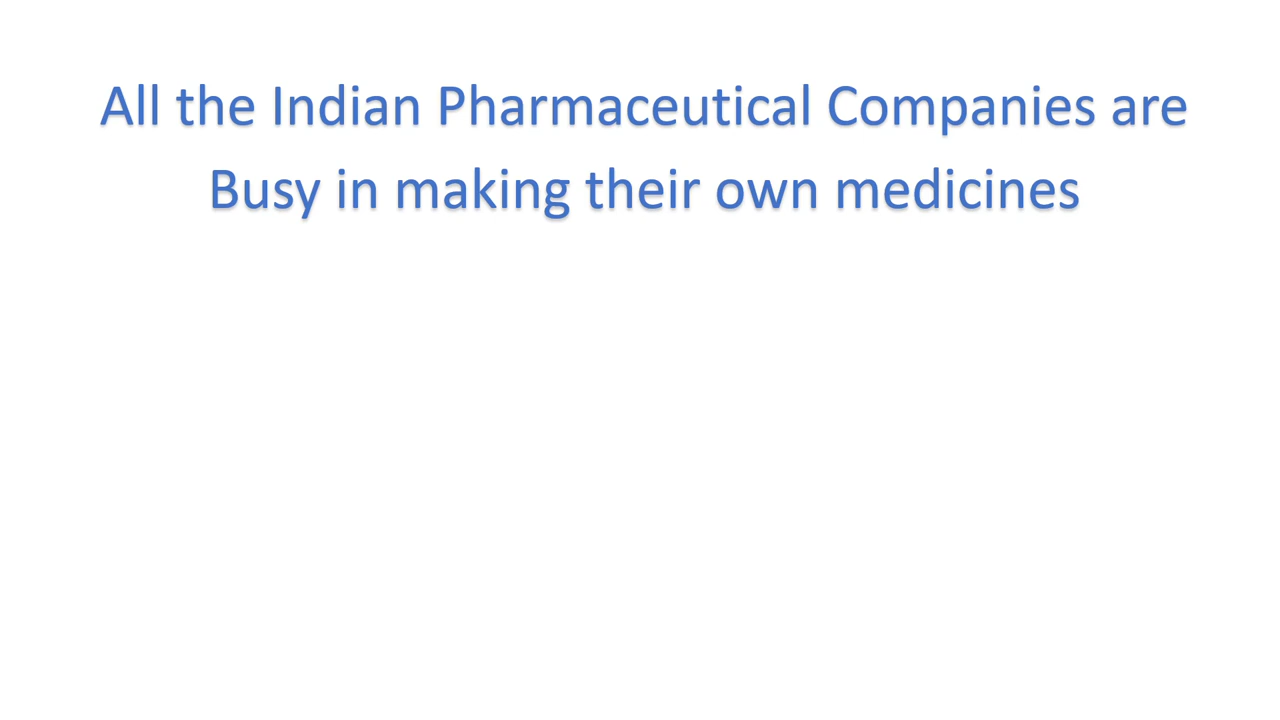 All the Indian Pharmaceutical Companies are
Busy in making their own medicines